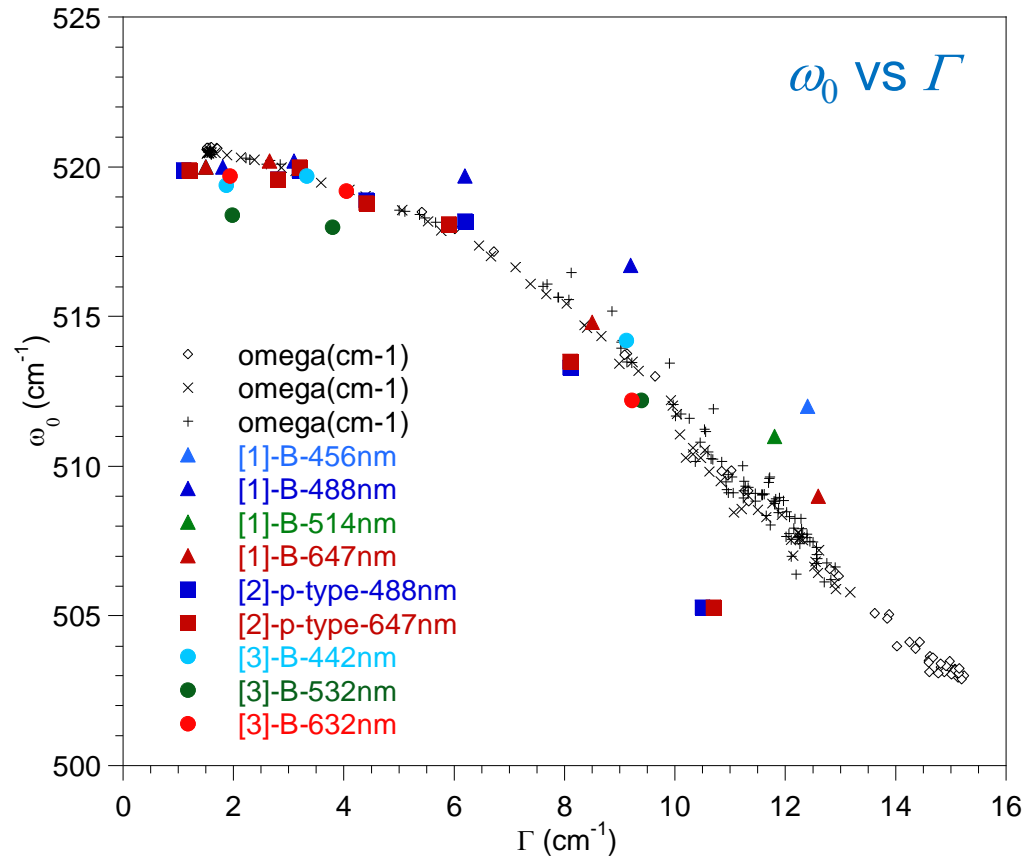 525
520
515
510
505
500
ω₀ (cm⁻¹)
ω₀ vs Γ
omega(cm-1)
omega(cm-1)
omega(cm-1)
[1]-B-456nm
[1]-B-488nm
[1]-B-514nm
[1]-B-647nm
[2]-p-type-488nm
[2]-p-type-647nm
[3]-B-442nm
[3]-B-532nm
[3]-B-632nm
0 2 4 6 8 10 12 14 16
Γ (cm⁻¹)